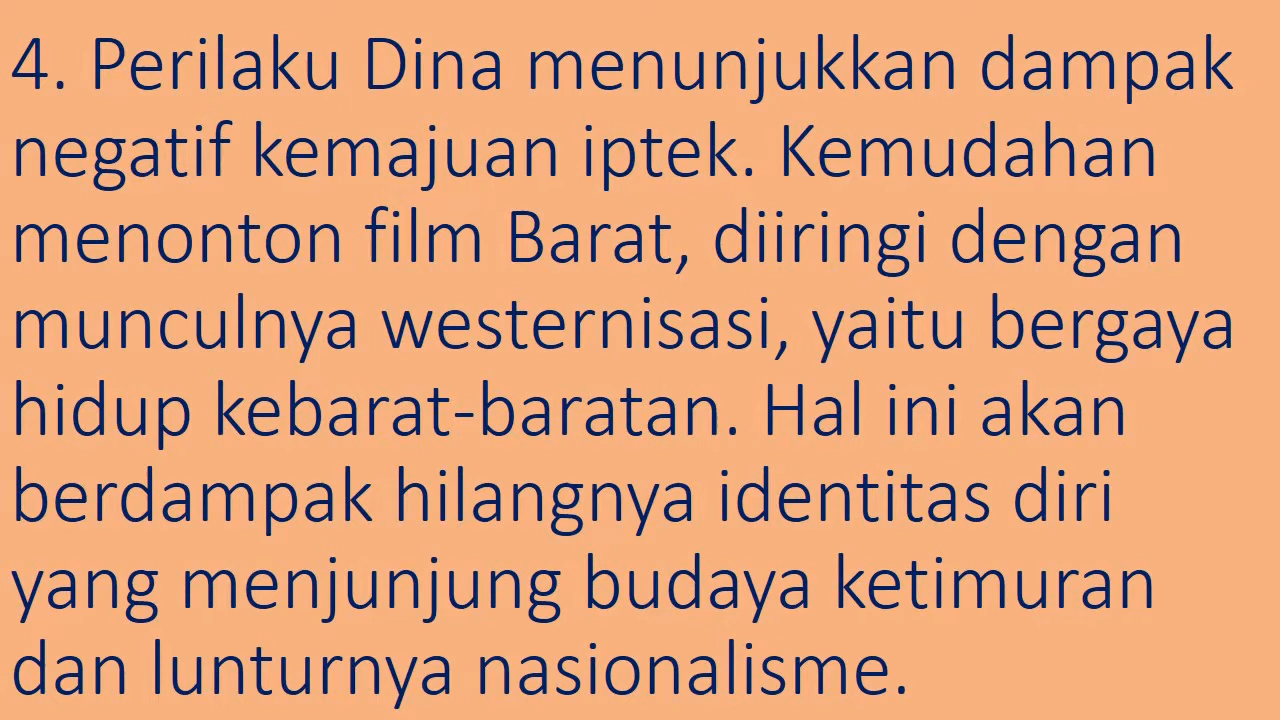 4. Perilaku Dina menunjukkan dampak
negatif kemajuan iptek. Kemudahan
menonton film Barat, diiringi dengan
munculnya westernisasi, yaitu bergaya
hidup kebarat-baratan. Hal ini akan
berdampak hilangnya identitas diri
yang menjunjung budaya ketimuran
dan lunturnya nasionalisme.